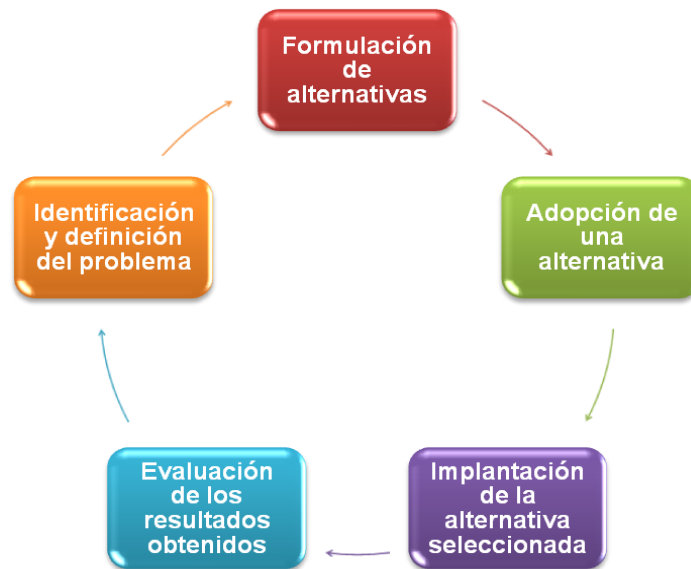 Formulación
de
alternativas
Identificación
y definición
del problema
Adopción de
una
alternativa
Evaluación
de los
resultados
obtenidos
Implantación
de la
alternativa
seleccionada